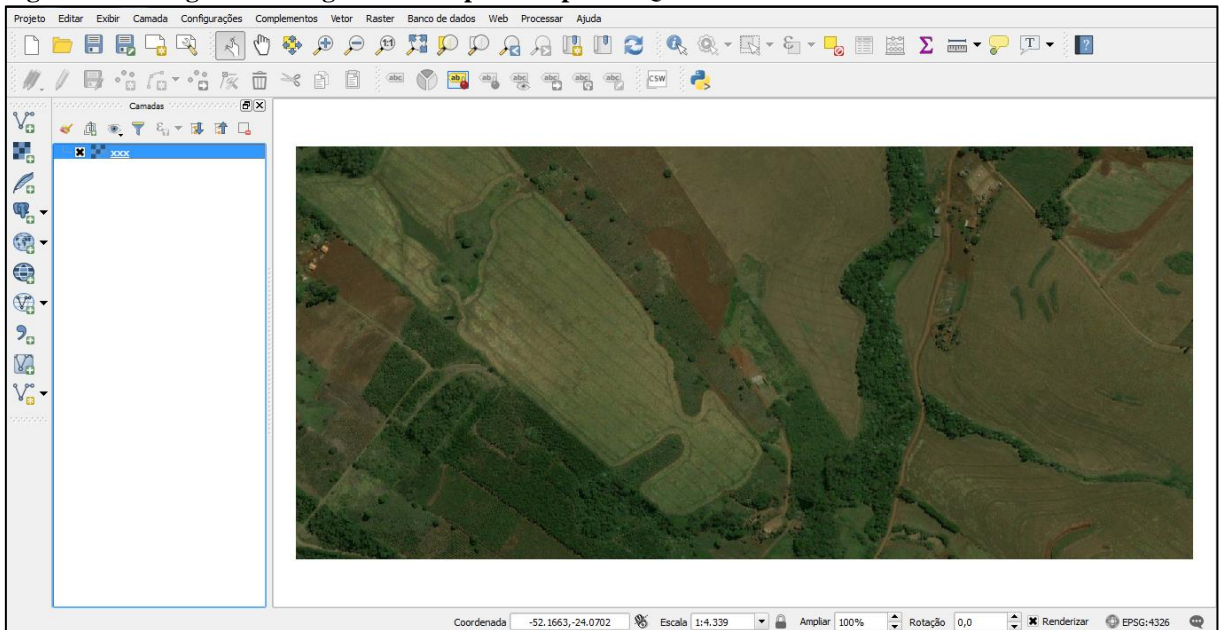 Projeto Editar Exibir Camada Configurações Complementos Vetor Raster Banco de dados Web Processar Ajuda
CSW
Camadas
xxx
Coordenada -52.1663,-24.0702 Escala 1:4.339 Ampliar 100% Rotação 0,0 Renderizar EPSG:4326